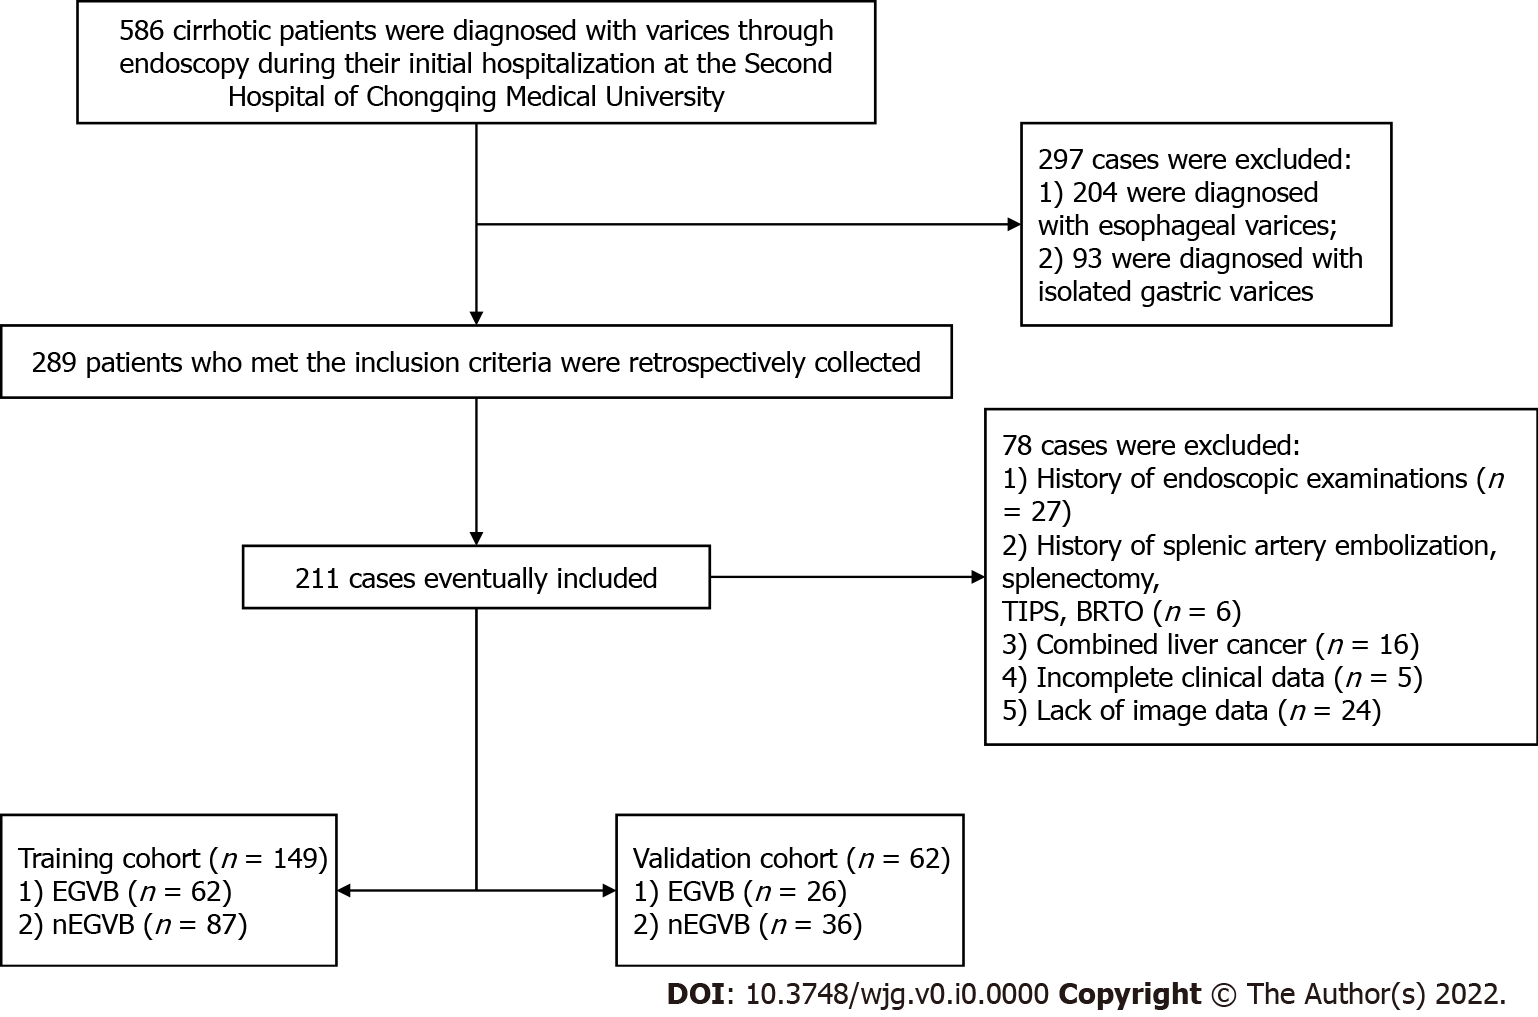 586 cirrhotic patients were diagnosed with varices through
endoscopy during their initial hospitalization at the Second
Hospital of Chongqing Medical University
297 cases were excluded:
1) 204 were diagnosed
with esophageal varices;
2) 93 were diagnosed with
isolated gastric varices
289 patients who met the inclusion criteria were retrospectively collected
78 cases were excluded:
1) History of endoscopic examinations (n
= 27)
2) History of splenic artery embolization,
splenectomy,
TIPS, BRTO (n = 6)
3) Combined liver cancer (n = 16)
4) Incomplete clinical data (n = 5)
5) Lack of image data (n = 24)
211 cases eventually included
Training cohort (n = 149)
1) EGVB (n = 62)
2) nEGVB (n = 87)
Validation cohort (n = 62)
1) EGVB (n = 26)
2) nEGVB (n = 36)
DOI: 10.3748/wjg.v0.i0.0000 Copyright © The Author(s) 2022.